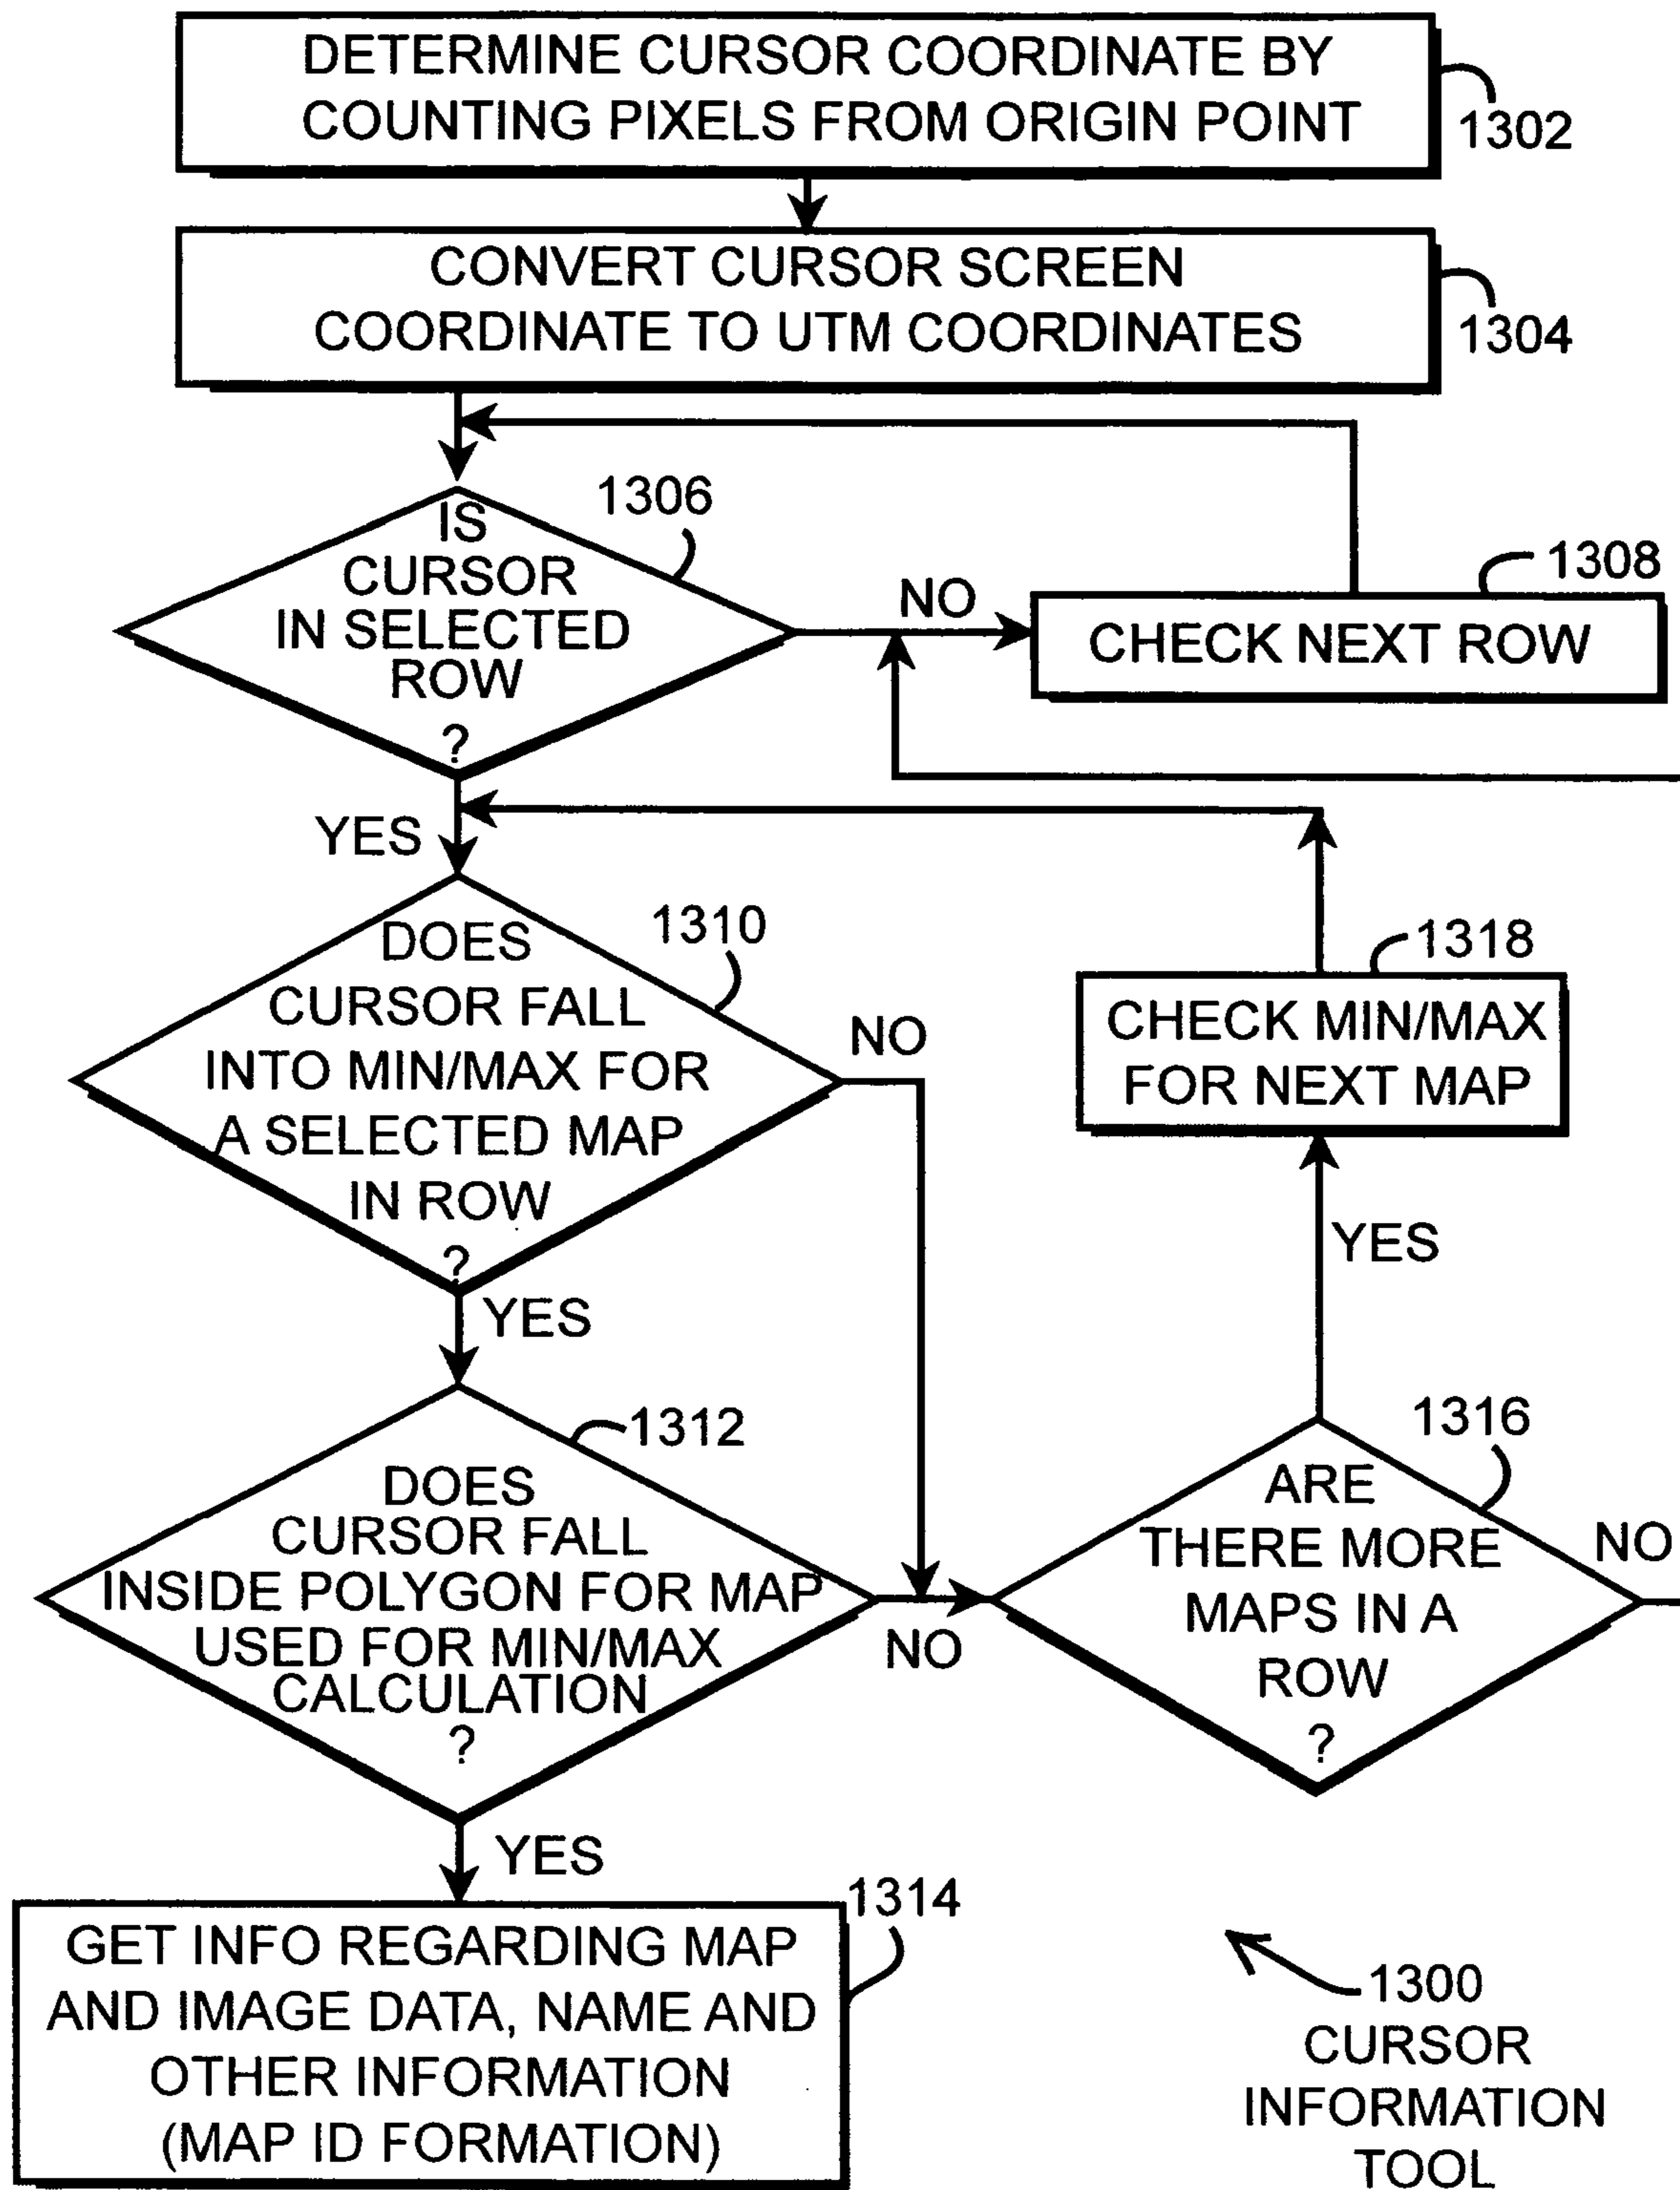 DETERMINE CURSOR COORDINATE BY
COUNTING PIXELS FROM ORIGIN POINT
1302
CONVERT CURSOR SCREEN
COORDINATE TO UTM COORDINATES
1304
1306
IS
CURSOR
IN SELECTED
ROW
?
NO
1308
CHECK NEXT ROW
YES
1310
DOES
CURSOR FALL
INTO MIN/MAX FOR
A SELECTED MAP
IN ROW
?
NO
1318
CHECK MIN/MAX
FOR NEXT MAP
YES
YES
1312
DOES
CURSOR FALL
INSIDE POLYGON FOR MAP
USED FOR MIN/MAX
CALCULATION
?
NO
1316
ARE
THERE MORE
MAPS IN A
ROW
?
NO
YES
1314
GET INFO REGARDING MAP
AND IMAGE DATA, NAME AND
OTHER INFORMATION
(MAP ID FORMATION)
1300
CURSOR
INFORMATION
TOOL